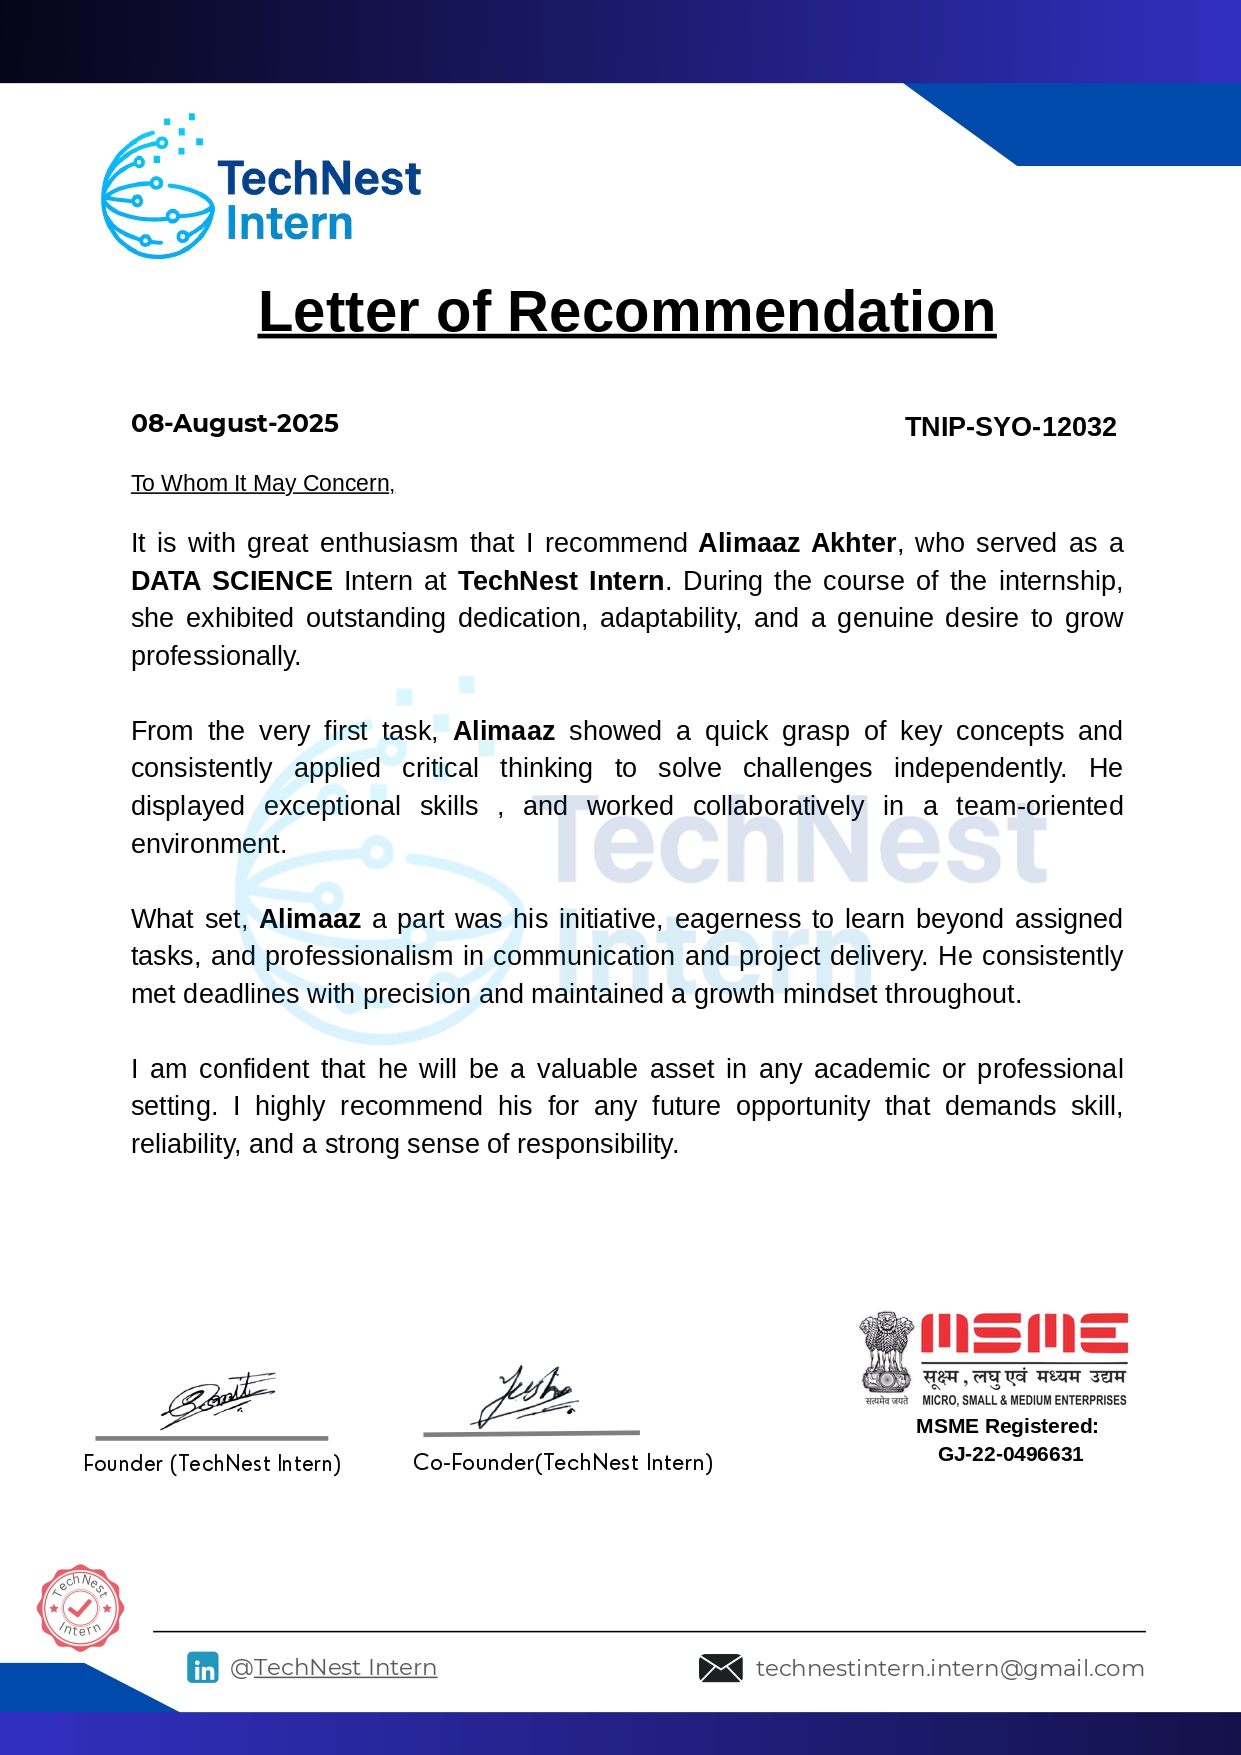 TechNest
Intern
Letter of Recommendation
08-August-2025
TNIP-SYO-12032
To Whom It May Concern,
It is with great enthusiasm that I recommend Alimaaz Akhter, who served as a
DATA SCIENCE Intern at TechNest Intern. During the course of the internship,
she exhibited outstanding dedication, adaptability, and a genuine desire to grow
professionally.
From the very first task, Alimaaz showed a quick grasp of key concepts and
consistently applied critical thinking to solve challenges independently. He
displayed exceptional skills , and worked collaboratively in a team-oriented
environment.
TechNest
Intern
What set, Alimaaz a part was his initiative, eagerness to learn beyond assigned
tasks, and professionalism in communication and project delivery. He consistently
met deadlines with precision and maintained a growth mindset throughout.
I am confident that he will be a valuable asset in any academic or professional
setting. I highly recommend his for any future opportunity that demands skill,
reliability, and a strong sense of responsibility.
Founder (TechNest Intern)
Co-Founder(TechNest Intern)
MSME
सूक्ष्म , लघु एवं मध्यम उद्यम
सत्यमेव जयते
MICRO, SMALL & MEDIUM ENTERPRISES
MSME Registered:
GJ-22-0496631
TechNest
Intern
in
@TechNest Intern
technestintern.intern@gmail.com